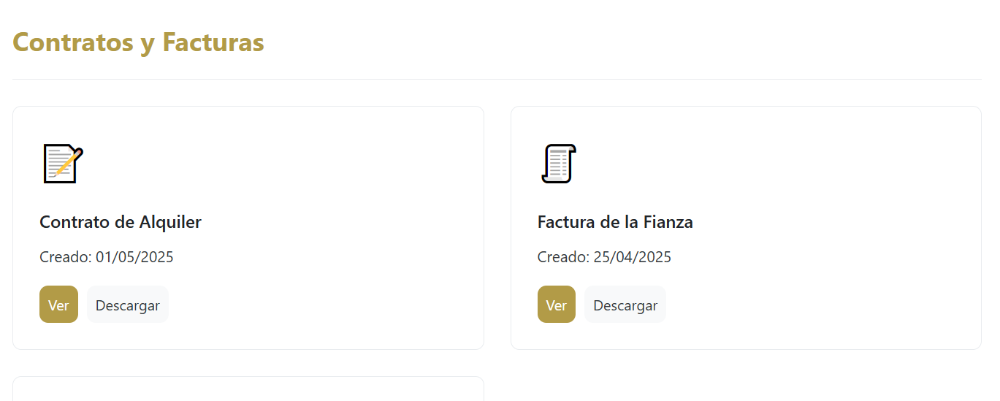 Contratos y Facturas
Contrato de Alquiler
Creado: 01/05/2025
Ver
Descargar
Factura de la Fianza
Creado: 25/04/2025
Ver
Descargar